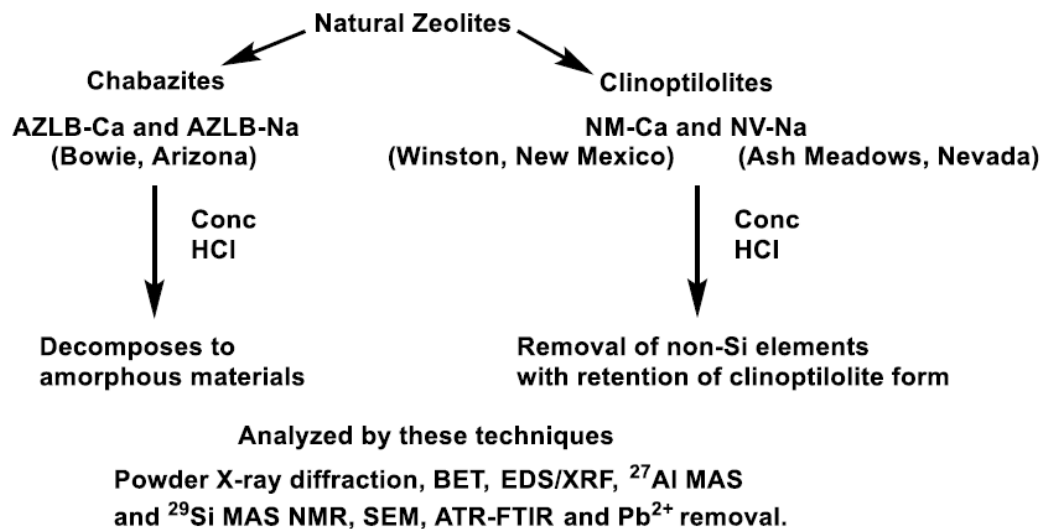 Natural Zeolites
Chabazites
Clinoptilolites
AZLB-Ca and AZLB-Na
(Bowie, Arizona)
NM-Ca and NV-Na
(Winston, New Mexico) (Ash Meadows, Nevada)
Conc
HCl
Conc
HCl
Decomposes to
amorphous materials
Removal of non-Si elements
with retention of clinoptilolite form
Analyzed by these techniques
Powder X-ray diffraction, BET, EDS/XRF, ²⁷Al MAS
and ²⁹Si MAS NMR, SEM, ATR-FTIR and Pb²⁺ removal.